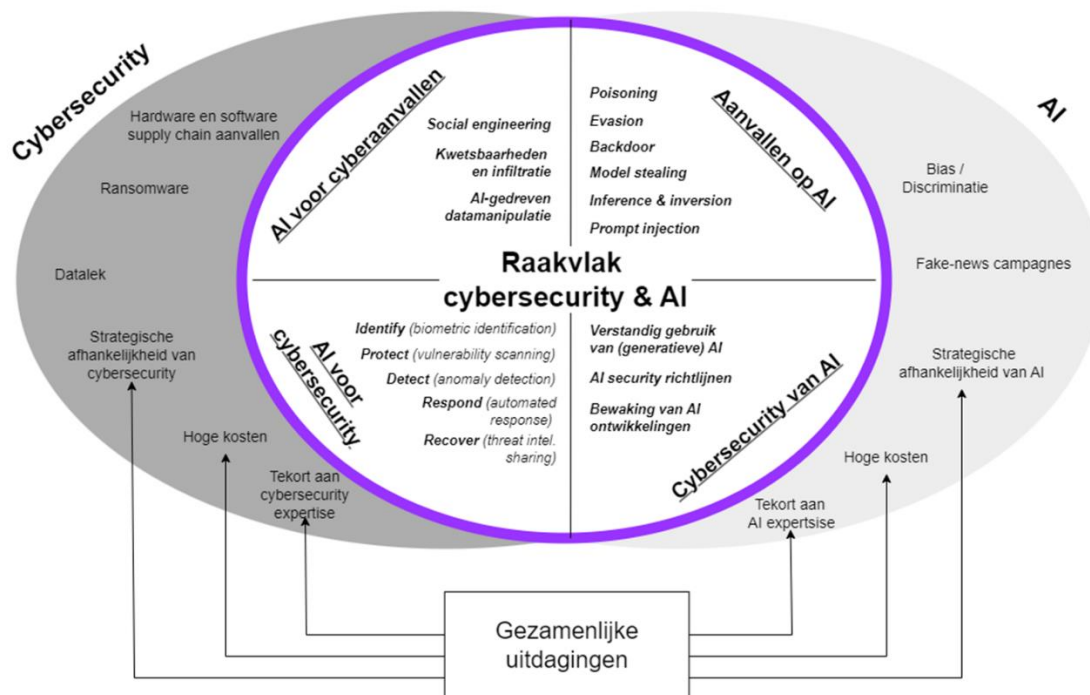 Cybersecurity
Hardware en software
supply chain aanvallen
Ransomware
Datalek
Strategische
afhankelijkheid van
cybersecurity
Hoge kosten
Tekort aan
cybersecurity
expertise
AI voor cyberaanvallen
Social engineering
Kwetsbaarheden
en infiltratie
AI-gedreven
datamanipulatie
Aanvallen op AI
Poisoning
Evasion
Backdoor
Model stealing
Inference & inversion
Prompt injection
Raakvlak
cybersecurity & AI
AI voor
cybersecurity
Identify (biometric identification)
Protect (vulnerability scanning)
Detect (anomaly detection)
Respond (automated
response)
Recover (threat intel.
sharing)
Verstandig gebruik
van (generatieve) AI
AI security richtlijnen
Bewaking van AI
ontwikkelingen
Cybersecurity van AI
AI
Bias /
Discriminatie
Fake-news campagnes
Strategische
afhankelijkheid van AI
Hoge kosten
Tekort aan
AI expertsise
Gezamenlijke
uitdagingen